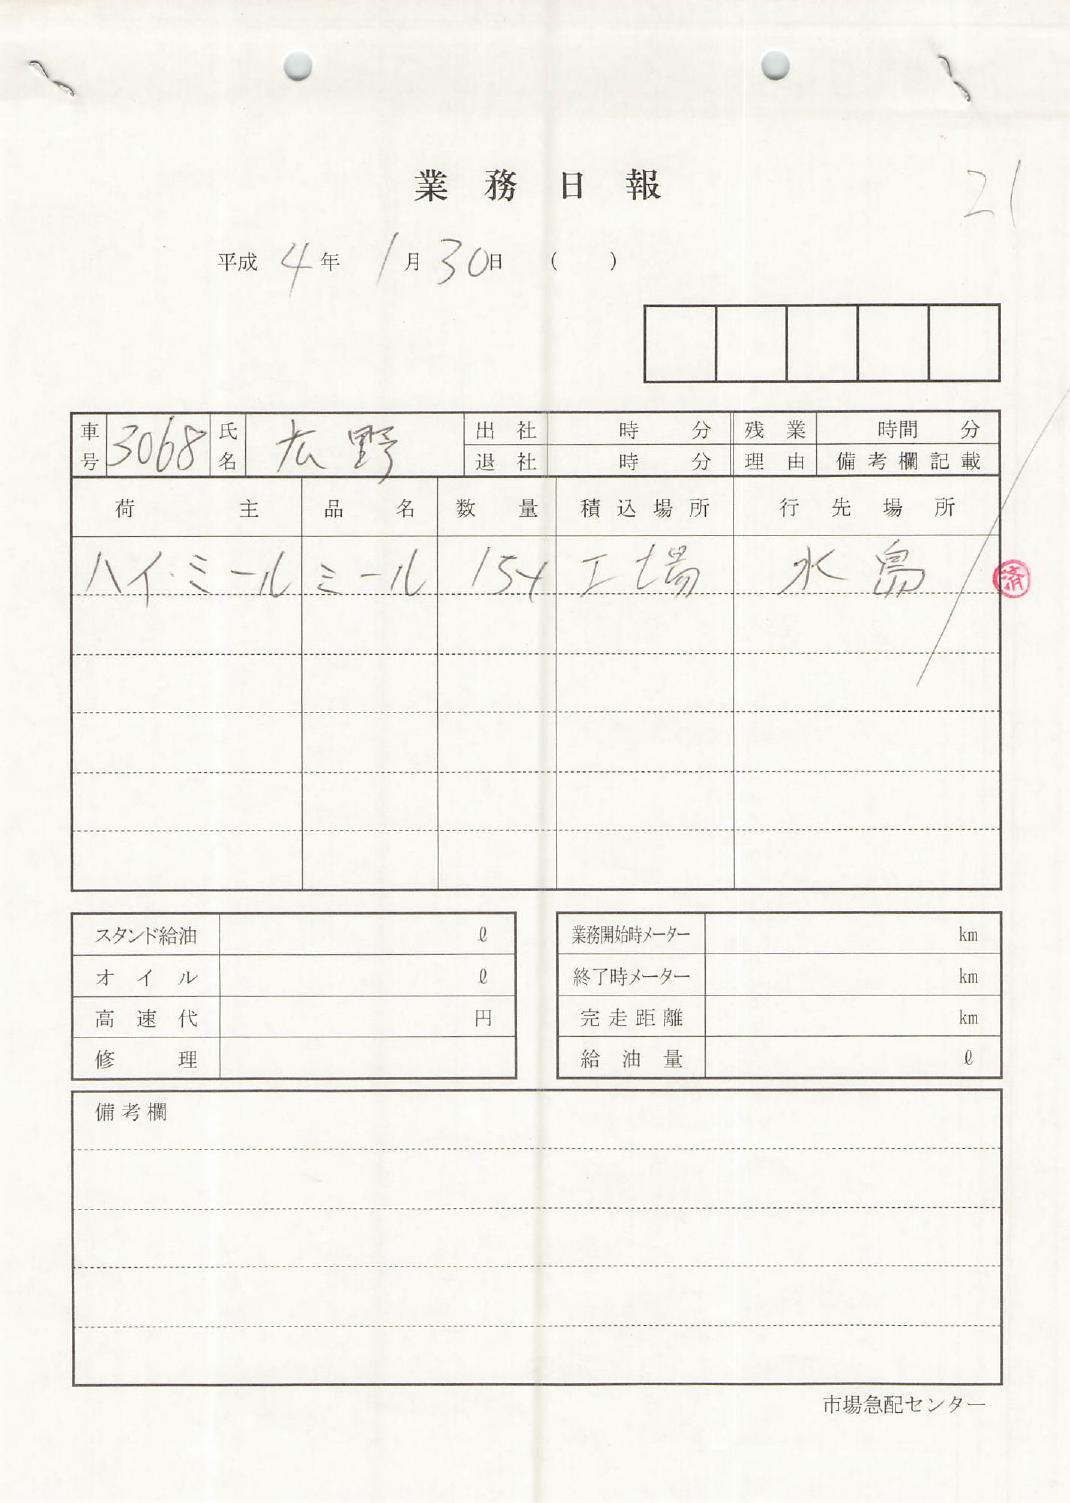 業務日報
21
平成4年1月30日（　）
車号 3068 氏名 広野 出社 時 分 残業 時間 分
退社 時 分 理由 備考欄記載
荷主 品名 数量 積込場所 行先場所
ハイ・ミール ミール 15t 工場 水島
済
スタンド給油 ℓ 業務開始時メーター km
オイル ℓ 終了時メーター km
高速代 円 完走距離 km
修理 給油量 ℓ
備考欄
市場急配センター